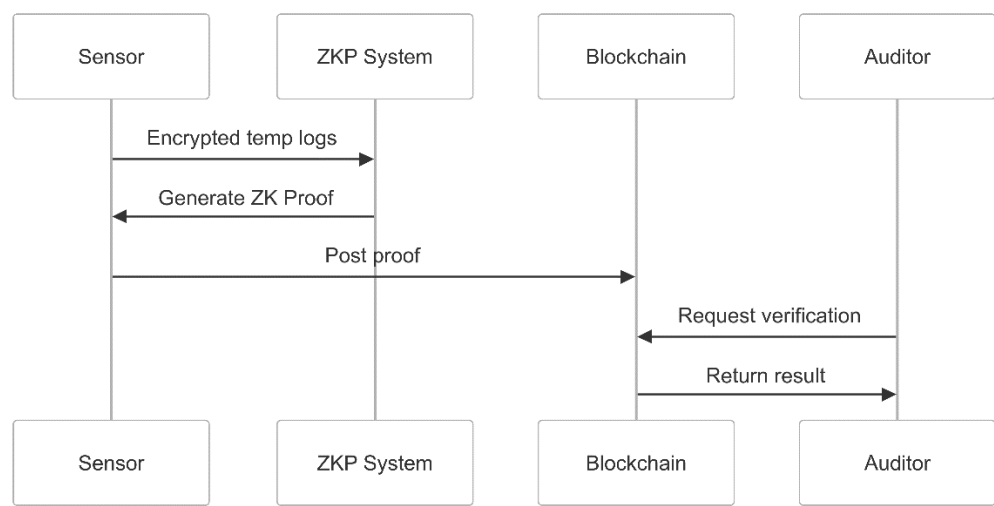 Sensor
ZKP System
Blockchain
Auditor
Encrypted temp logs
Generate ZK Proof
Post proof
Request verification
Return result
Sensor
ZKP System
Blockchain
Auditor